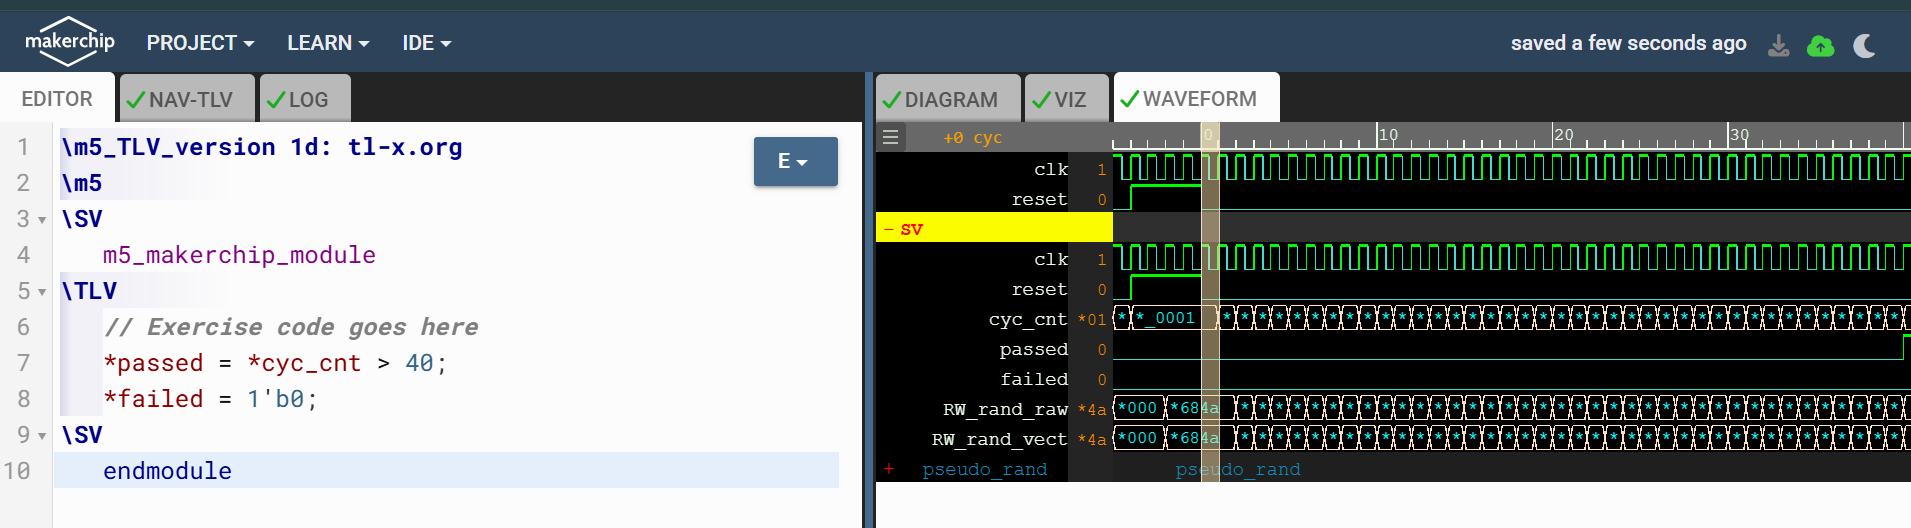 makerchip PROJECT LEARN IDE saved a few seconds ago
EDITOR NAV-TLV LOG DIAGRAM VIZ WAVEFORM
1 \m5_TLV_version 1d: tl-x.org
2 \m5
3 \SV
4 m5_makerchip_module
5 \TLV
6 // Exercise code goes here
7 *passed = *cyc_cnt > 40;
8 *failed = 1'b0;
9 \SV
10 endmodule
E
+0 cyc 0 10 20 30
clk 1
reset 0
- SV
clk 1
reset 0
cyc_cnt *01 * *_0001 * * * * * * * * * * * * * * * * * * * * * * * * * * * * * * * * * * * * * * *
passed 0
failed 0
RW_rand_raw *4a *000 *684a * * * * * * * * * * * * * * * * * * * * * * * * * * * * * * * * * * * * * *
RW_rand_vect *4a *000 *684a * * * * * * * * * * * * * * * * * * * * * * * * * * * * * * * * * * * * * *
+ pseudo_rand pseudo_rand